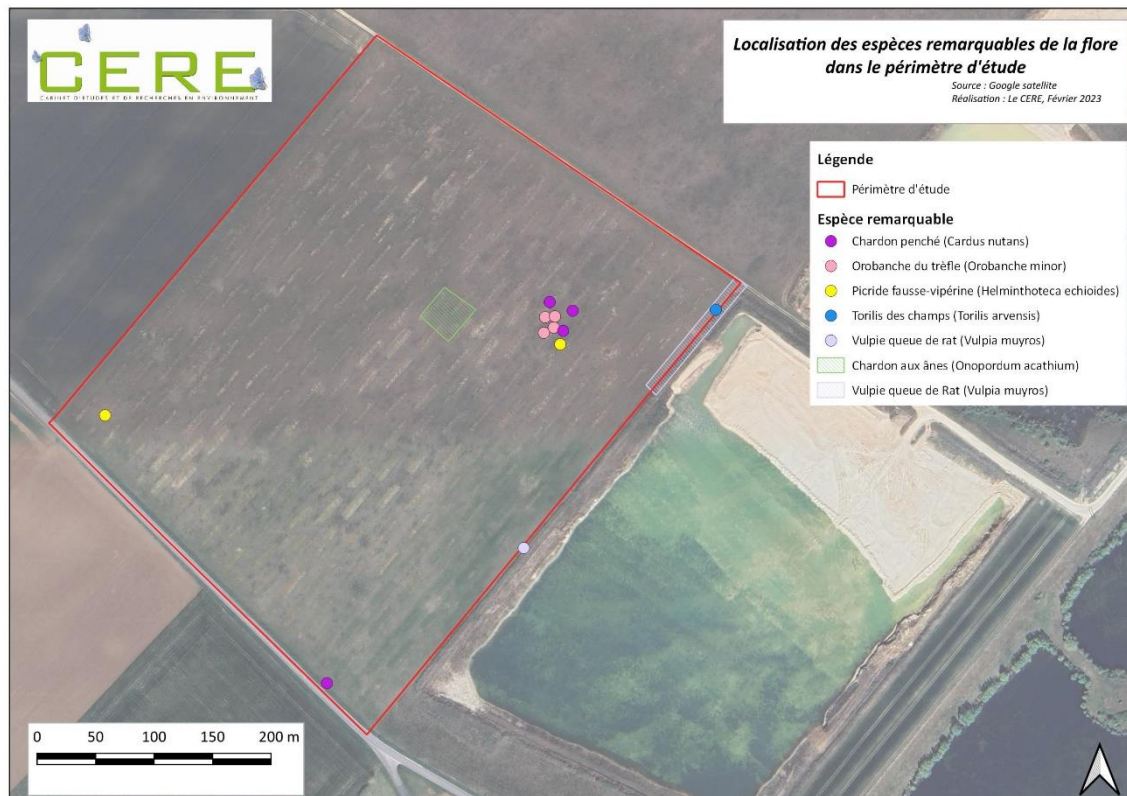 CERE
CABINET D'ÉTUDES ET DE RECHERCHES EN ENVIRONNEMENT
Localisation des espèces remarquables de la flore
dans le périmètre d'étude
Source : Google satellite
Réalisation : Le CERE, Février 2023
Légende
Périmètre d'étude
Espèce remarquable
Chardon penché (Cardus nutans)
Orobanche du trèfle (Orobanche minor)
Picride fausse-vipérine (Helminthoteca echioides)
Torilis des champs (Torilis arvensis)
Vulpie queue de rat (Vulpia muyros)
Chardon aux ânes (Onopordum acathium)
Vulpie queue de Rat (Vulpia muyros)
0 50 100 150 200 m